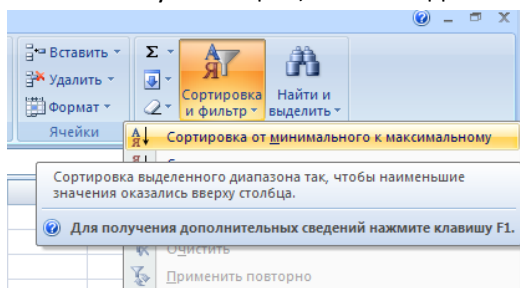 Вставить
Удалить
Формат
Ячейки
Σ
Сортировка
и фильтр
Найти и
выделить
Сортировка от минимального к максимальному
Сортировка выделенного диапазона так, чтобы наименьшие
значения оказались вверху столбца.
Для получения дополнительных сведений нажмите клавишу F1.
Очистить
Применить повторно